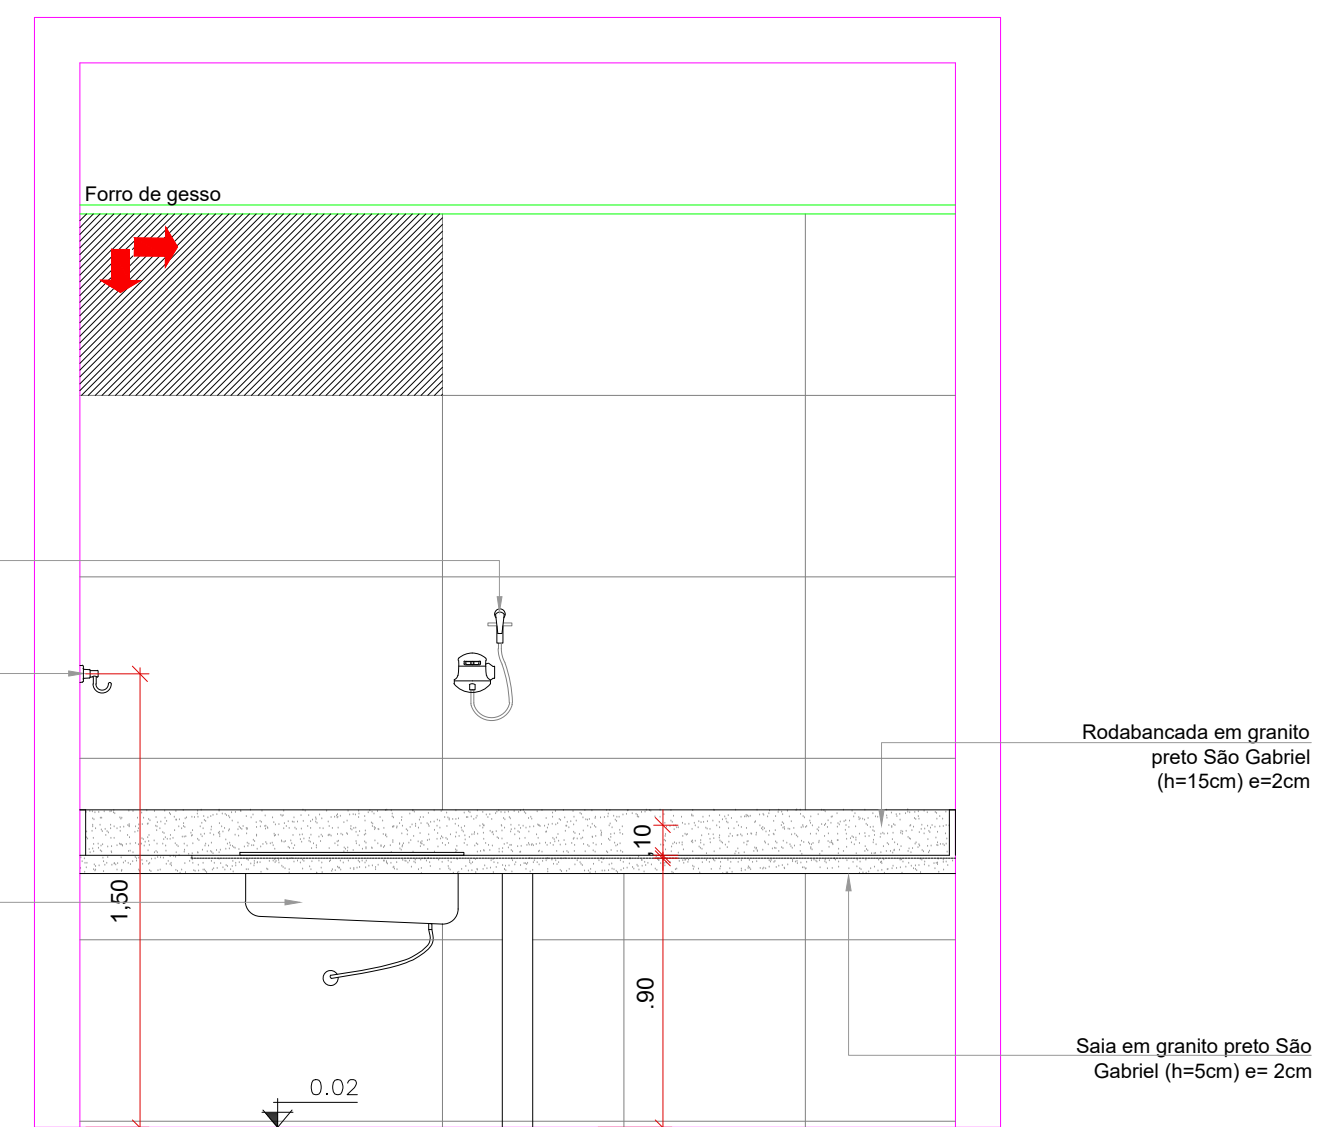 Forro de gesso
Rodabancada em granito
preto São Gabriel
(h=15cm) e=2cm
,10
1,50
.90
Saia em granito preto São
Gabriel (h=5cm) e= 2cm
0.02